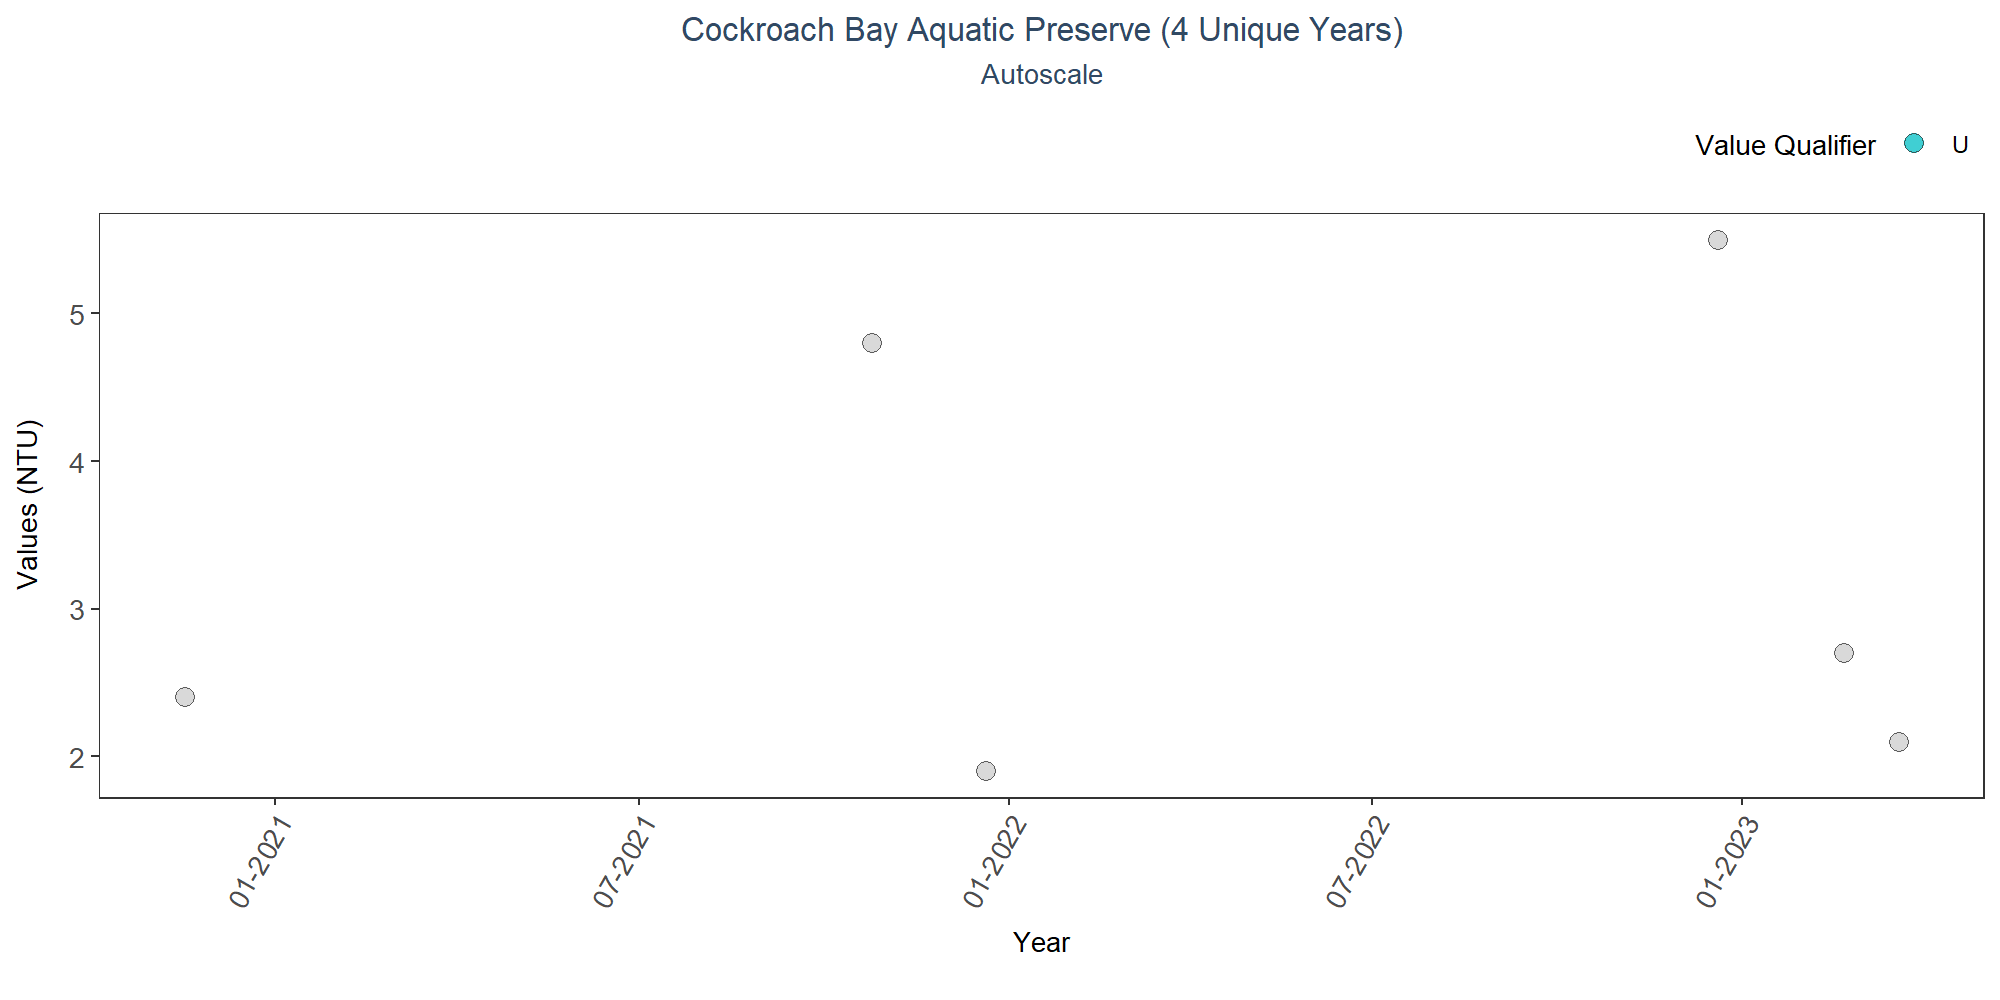 Cockroach Bay Aquatic Preserve (4 Unique Years)
Autoscale
Value Qualifier U
Values (NTU)
5
4
3
2
01-2021
07-2021
01-2022
07-2022
01-2023
Year